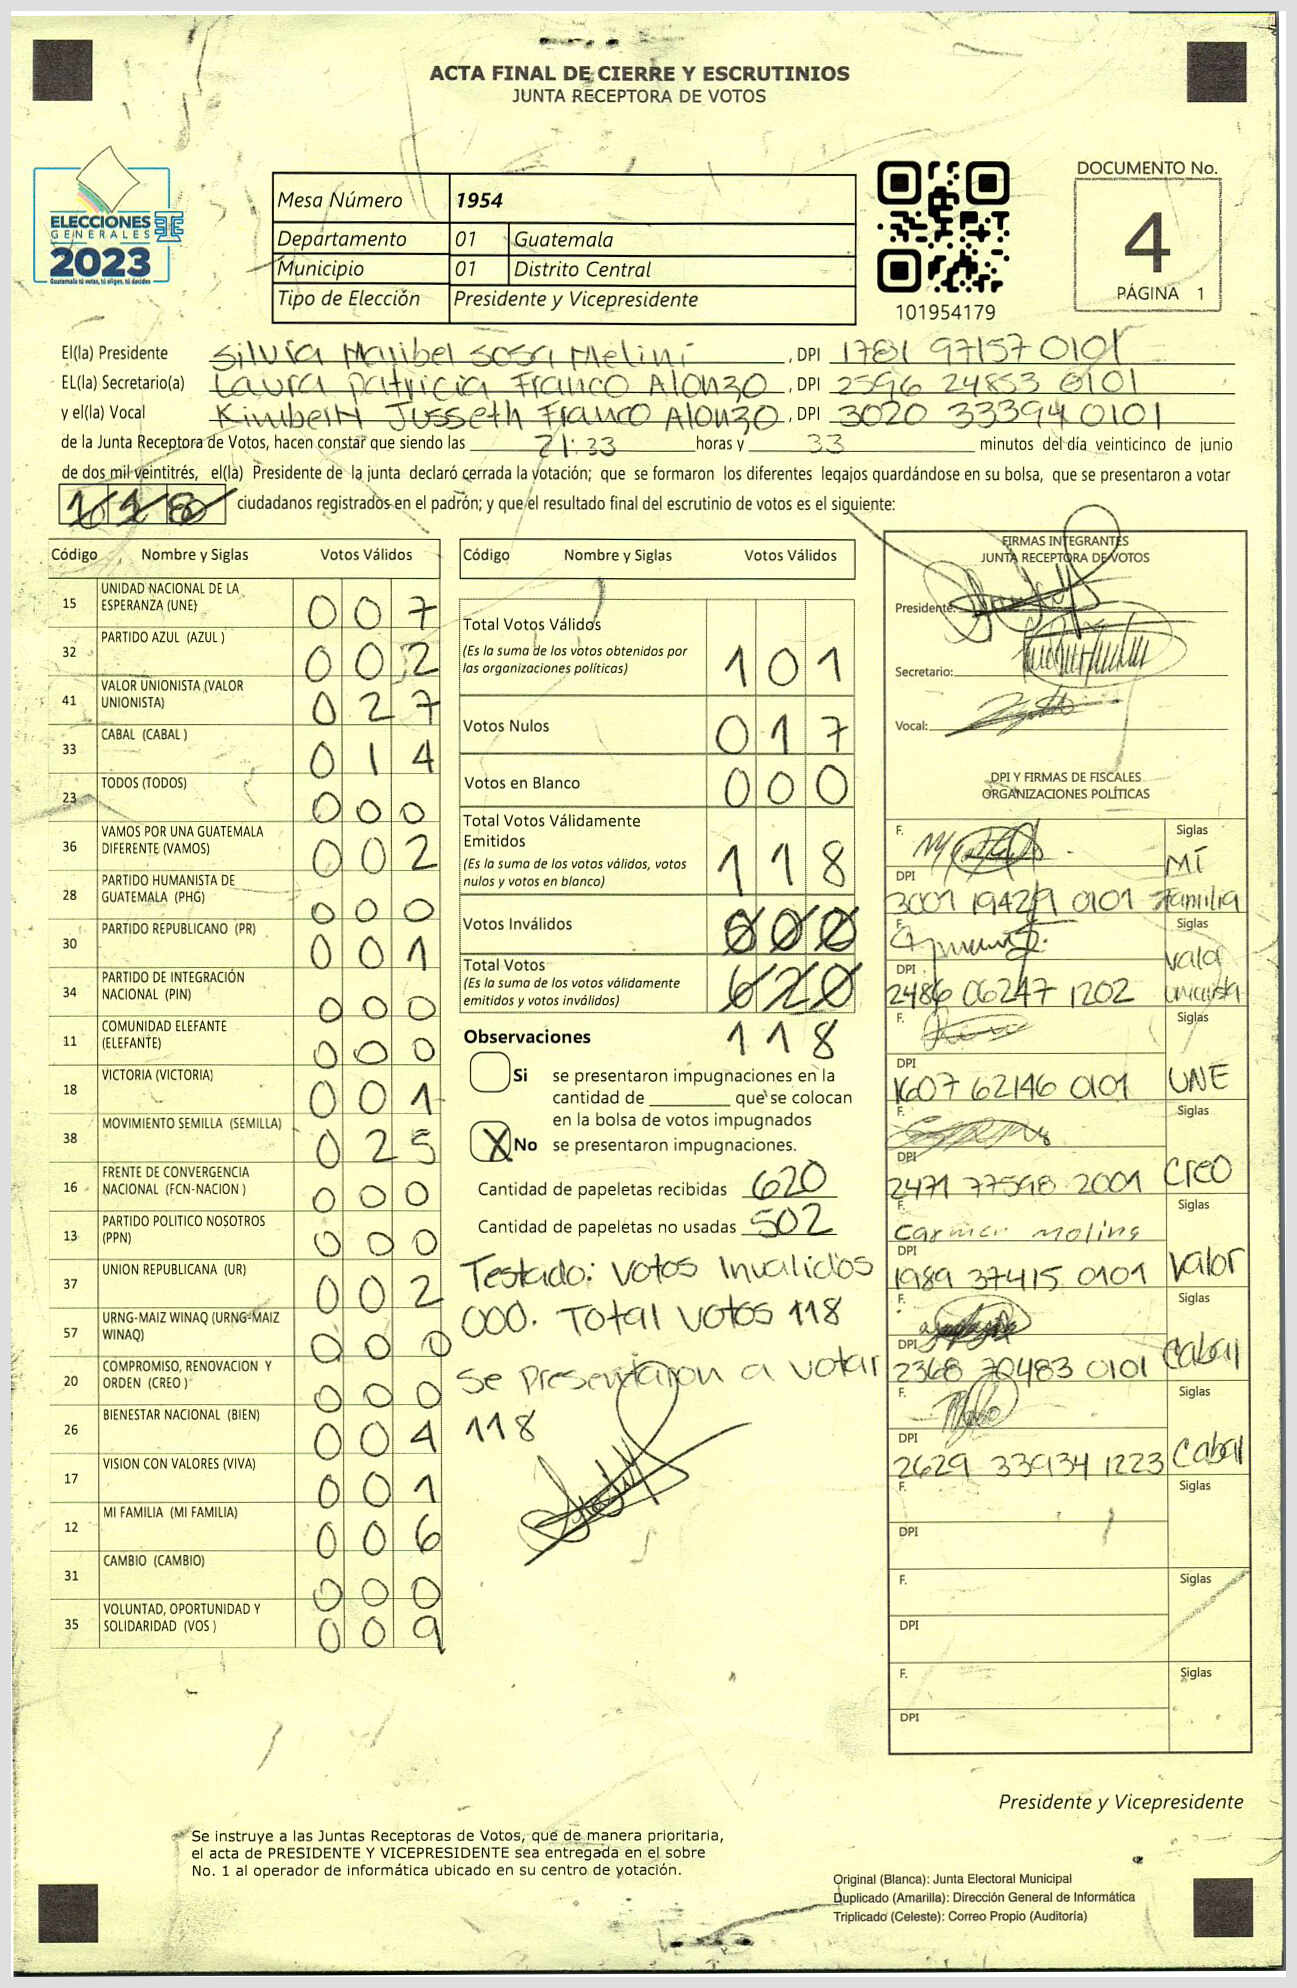 ACTA FINAL DE CIERRE Y ESCRUTINIOS
JUNTA RECEPTORA DE VOTOS
ELECCIONES
GENERALES
2023
Guatemala tú votas, tú eliges, tú decides
Mesa Número 1954
Departamento 01 Guatemala
Municipio 01 Distrito Central
Tipo de Elección Presidente y Vicepresidente
101954179
DOCUMENTO No.
4
PÁGINA 1
El(la) Presidente Silvia Maribel Sosa Melini, DPI 1781 97157 0101
EL(la) Secretario(a) Laura Patricia Franco Alonzo, DPI 2596 24853 0101
y el(la) Vocal Kimberli Jusseth Franco Alonzo, DPI 3020 33394 0101
de la Junta Receptora de Votos, hacen constar que siendo las 21:33 horas y 33 minutos del día veinticinco de junio
de dos mil veintitrés, el(la) Presidente de la junta declaró cerrada la votación; que se formaron los diferentes legajos guardándose en su bolsa, que se presentaron a votar
118 ciudadanos registrados en el padrón; y que el resultado final del escrutinio de votos es el siguiente:
Código Nombre y Siglas Votos Válidos
15 UNIDAD NACIONAL DE LA ESPERANZA (UNE) 007
32 PARTIDO AZUL (AZUL ) 002
41 VALOR UNIONISTA (VALOR UNIONISTA) 027
33 CABAL (CABAL ) 014
23 TODOS (TODOS) 000
36 VAMOS POR UNA GUATEMALA DIFERENTE (VAMOS) 002
28 PARTIDO HUMANISTA DE GUATEMALA (PHG) 000
30 PARTIDO REPUBLICANO (PR) 001
34 PARTIDO DE INTEGRACIÓN NACIONAL (PIN) 000
11 COMUNIDAD ELEFANTE (ELEFANTE) 000
18 VICTORIA (VICTORIA) 001
38 MOVIMIENTO SEMILLA (SEMILLA) 025
16 FRENTE DE CONVERGENCIA NACIONAL (FCN-NACION ) 000
13 PARTIDO POLITICO NOSOTROS (PPN) 000
37 UNION REPUBLICANA (UR) 002
57 URNG-MAIZ WINAQ (URNG-MAIZ WINAQ) 000
20 COMPROMISO, RENOVACION Y ORDEN (CREO ) 000
26 BIENESTAR NACIONAL (BIEN) 004
17 VISION CON VALORES (VIVA) 001
12 MI FAMILIA (MI FAMILIA) 006
31 CAMBIO (CAMBIO) 000
35 VOLUNTAD, OPORTUNIDAD Y SOLIDARIDAD (VOS ) 009
Código Nombre y Siglas Votos Válidos
Total Votos Válidos
(Es la suma de los votos obtenidos por
las organizaciones políticas) 101
Votos Nulos 017
Votos en Blanco 000
Total Votos Válidamente
Emitidos
(Es la suma de los votos válidos, votos
nulos y votos en blanco) 118
Votos Inválidos 000
Total Votos
(Es la suma de los votos válidamente
emitidos y votos inválidos) 620
118
Observaciones
Si se presentaron impugnaciones en la
cantidad de ________ que se colocan
en la bolsa de votos impugnados
X No se presentaron impugnaciones.
Cantidad de papeletas recibidas 620
Cantidad de papeletas no usadas 502
Testado: Votos Invalidos
000. Total votos 118
Se presentaron a votar
118
FIRMAS INTEGRANTES
JUNTA RECEPTORA DE VOTOS
Presidente:
Secretario:
Vocal:
DPI Y FIRMAS DE FISCALES
ORGANIZACIONES POLÍTICAS
F. Siglas
Mi
DPI
3001 19429 0101 Familia
F. Siglas
Valor
DPI
2486 06247 1202 Unionista
F. Siglas
DPI
1607 62146 0101 UNE
F. Siglas
DPI
2471 77598 2001 CREO
F. Carmen Molina Siglas
DPI
1989 37415 0101 Valor
F. Siglas
DPI
2368 70483 0101 Cabal
F. Siglas
DPI
2629 33934 1223 Cabal
F. Siglas
DPI
F. Siglas
DPI
F. Siglas
DPI
Presidente y Vicepresidente
Se instruye a las Juntas Receptoras de Votos, que de manera prioritaria,
el acta de PRESIDENTE Y VICEPRESIDENTE sea entregada en el sobre
No. 1 al operador de informática ubicado en su centro de votación.
Original (Blanca): Junta Electoral Municipal
Duplicado (Amarilla): Dirección General de Informática
Triplicado (Celeste): Correo Propio (Auditoría)